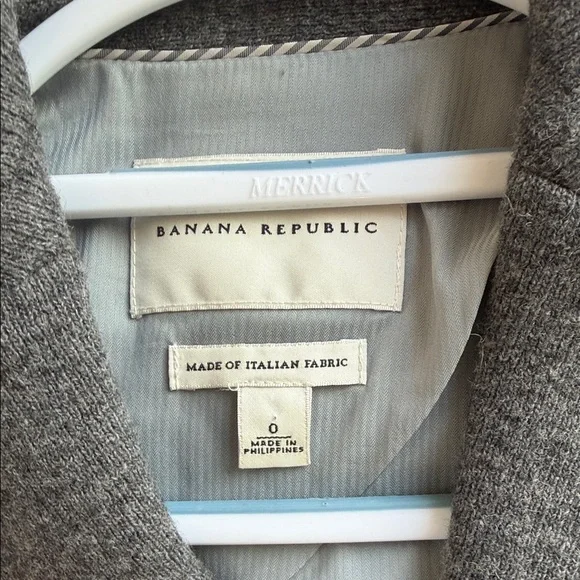 MERRICK
BANANA REPUBLIC
MADE OF ITALIAN FABRIC
0
MADE IN
PHILIPPINES